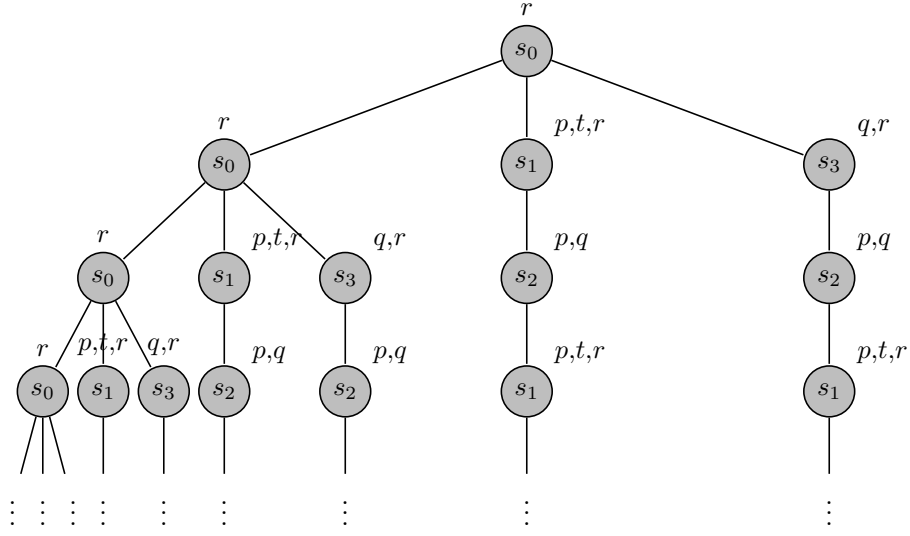 r
s₀
r
p,t,r
q,r
s₀
s₁
s₃
r
p,t,r
q,r
p,q
p,q
s₀
s₁
s₃
s₂
s₂
r
p,t,r
q,r
p,q
p,q
p,t,r
p,t,r
s₀
s₁
s₃
s₂
s₂
s₁
s₁
⋮ ⋮ ⋮ ⋮ ⋮ ⋮ ⋮ ⋮ ⋮